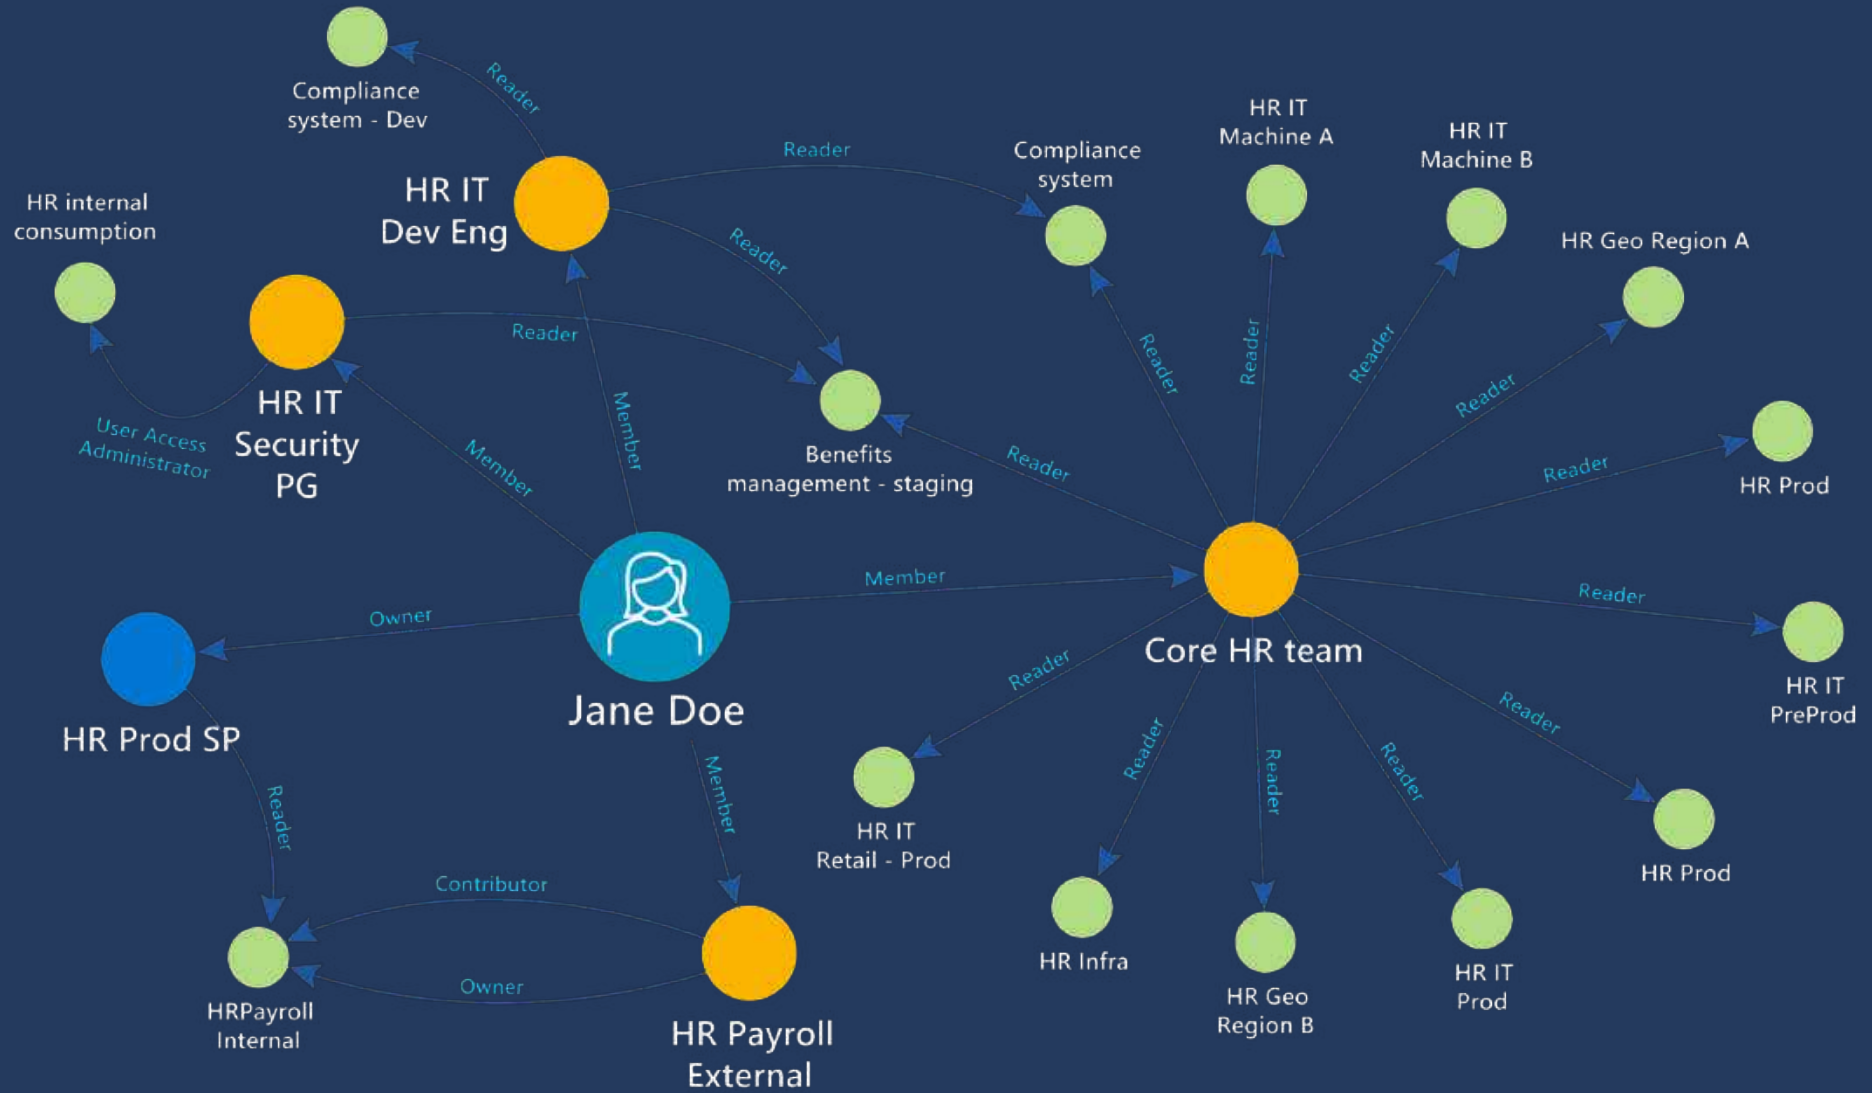 Compliance
system - Dev
Reader
HR IT
Dev Eng
Reader
Reader
Compliance
system
HR IT
Machine A
HR IT
Machine B
HR Geo Region A
HR internal
consumption
User Access
Administrator
HR IT
Security
PG
Reader
Member
Member
Benefits
management - staging
Reader
Reader
Reader
Reader
Reader
Reader
HR Prod
Owner
Jane Doe
Member
Core HR team
Reader
HR IT
PreProd
HR Prod SP
Reader
Member
Reader
HR IT
Retail - Prod
Reader
HR Infra
Reader
HR Geo
Region B
Reader
HR IT
Prod
Reader
HR Prod
Contributor
Owner
HRPayroll
Internal
HR Payroll
External